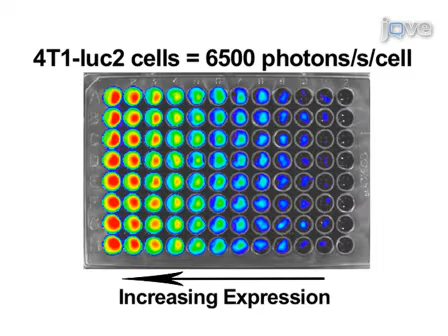 jove
4T1-luc2 cells = 6500 photons/s/cell
Increasing Expression